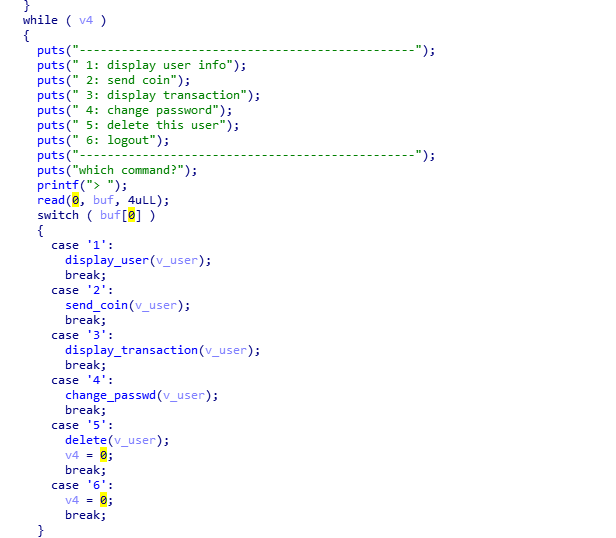 }
while ( v4 )
{
puts("------------------------------------------------");
puts(" 1: display user info");
puts(" 2: send coin");
puts(" 3: display transaction");
puts(" 4: change password");
puts(" 5: delete this user");
puts(" 6: logout");
puts("------------------------------------------------");
puts("which command?");
printf("> ");
read(0, buf, 4uLL);
switch ( buf[0] )
{
case '1':
display_user(v_user);
break;
case '2':
send_coin(v_user);
break;
case '3':
display_transaction(v_user);
break;
case '4':
change_passwd(v_user);
break;
case '5':
delete(v_user);
v4 = 0;
break;
case '6':
v4 = 0;
break;
}